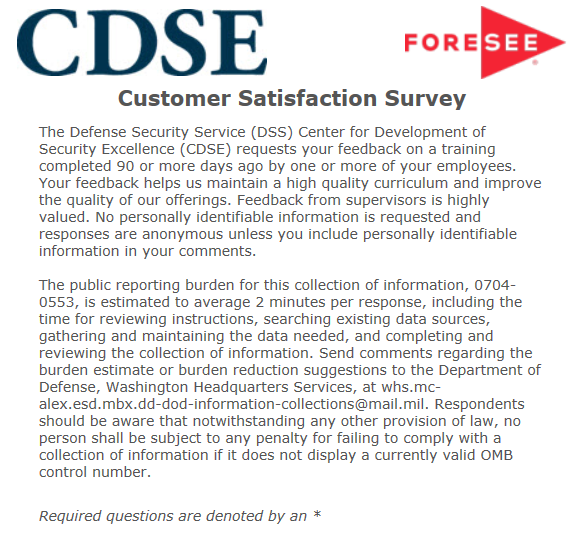 CDSE
FORESEE
Customer Satisfaction Survey
The Defense Security Service (DSS) Center for Development of
Security Excellence (CDSE) requests your feedback on a training
completed 90 or more days ago by one or more of your employees.
Your feedback helps us maintain a high quality curriculum and improve
the quality of our offerings. Feedback from supervisors is highly
valued. No personally identifiable information is requested and
responses are anonymous unless you include personally identifiable
information in your comments.
The public reporting burden for this collection of information, 0704-
0553, is estimated to average 2 minutes per response, including the
time for reviewing instructions, searching existing data sources,
gathering and maintaining the data needed, and completing and
reviewing the collection of information. Send comments regarding the
burden estimate or burden reduction suggestions to the Department of
Defense, Washington Headquarters Services, at whs.mc-
alex.esd.mbx.dd-dod-information-collections@mail.mil. Respondents
should be aware that notwithstanding any other provision of law, no
person shall be subject to any penalty for failing to comply with a
collection of information if it does not display a currently valid OMB
control number.
Required questions are denoted by an *